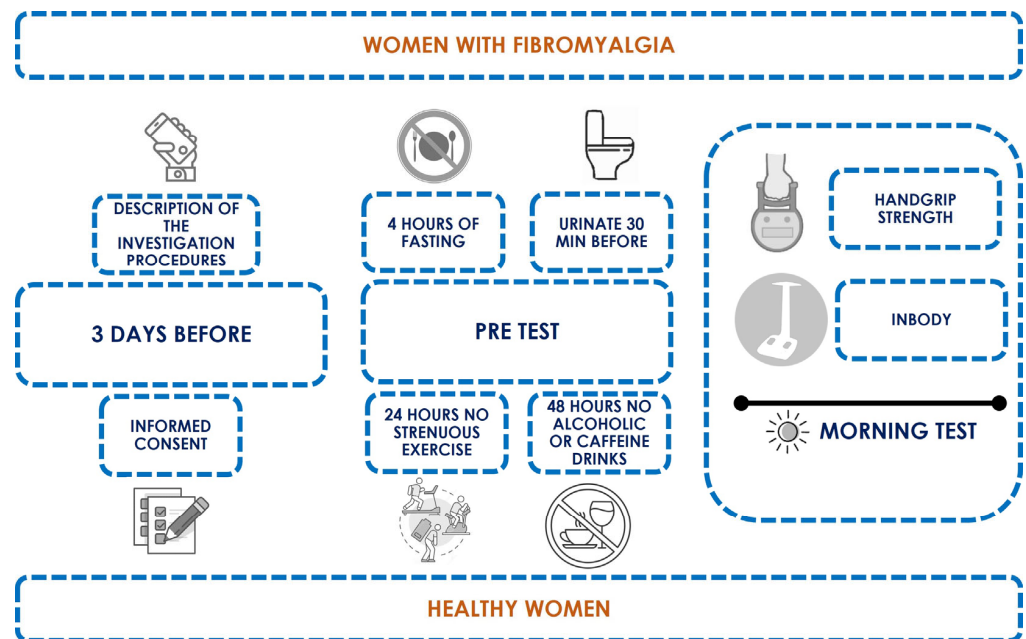 WOMEN WITH FIBROMYALGIA
DESCRIPTION OF
THE
INVESTIGATION
PROCEDURES
3 DAYS BEFORE
INFORMED
CONSENT
4 HOURS OF
FASTING
URINATE 30
MIN BEFORE
PRE TEST
24 HOURS NO
STRENUOUS
EXERCISE
48 HOURS NO
ALCOHOLIC
OR CAFFEINE
DRINKS
HANDGRIP
STRENGTH
INBODY
MORNING TEST
HEALTHY WOMEN